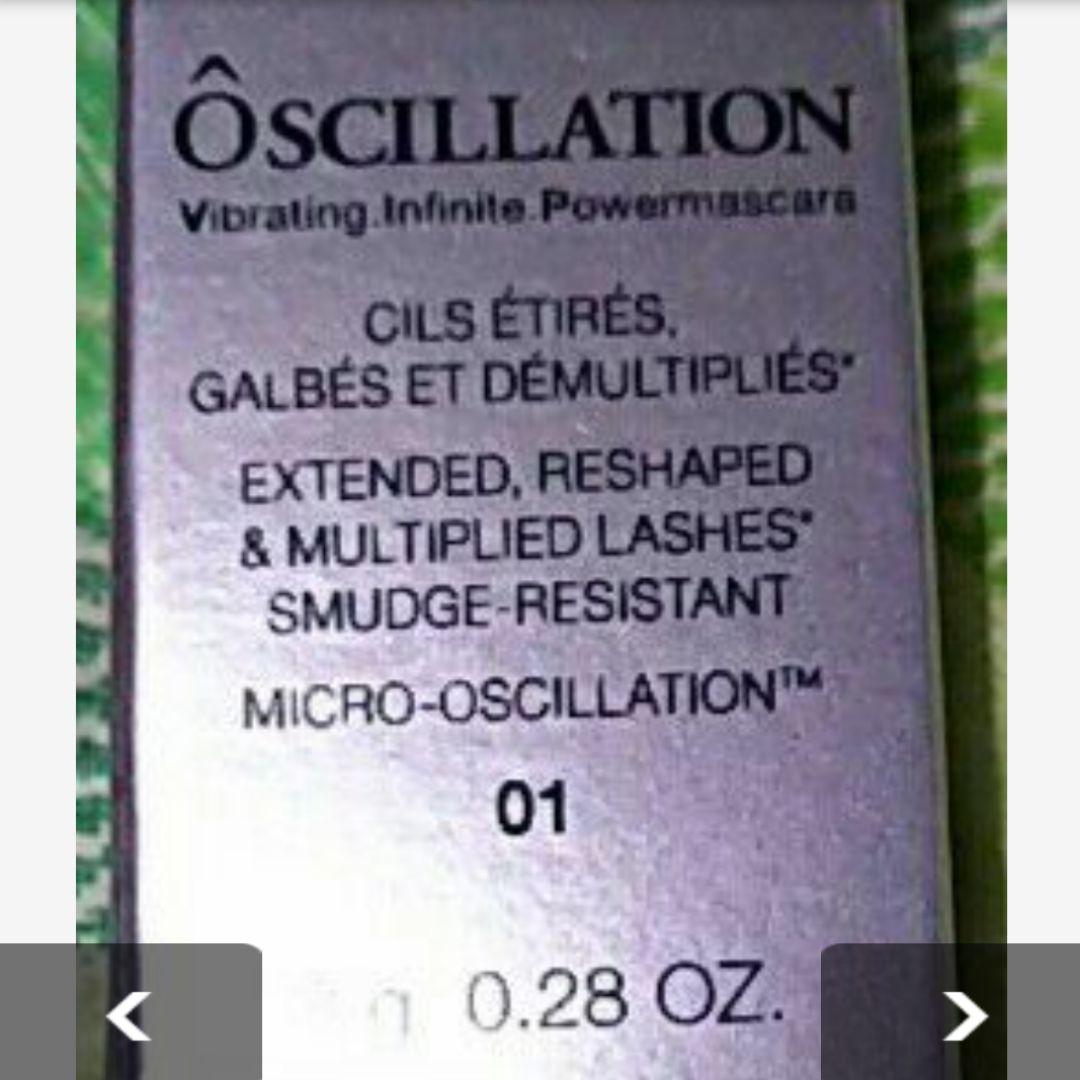 ÔSCILLATION
Vibrating.Infinite.Powermascara
CILS ÉTIRÉS,
GALBÉS ET DÉMULTIPLIÉS*
EXTENDED, RESHAPED
& MULTIPLIED LASHES*
SMUDGE-RESISTANT
MICRO-OSCILLATION™
01
g 0.28 OZ.